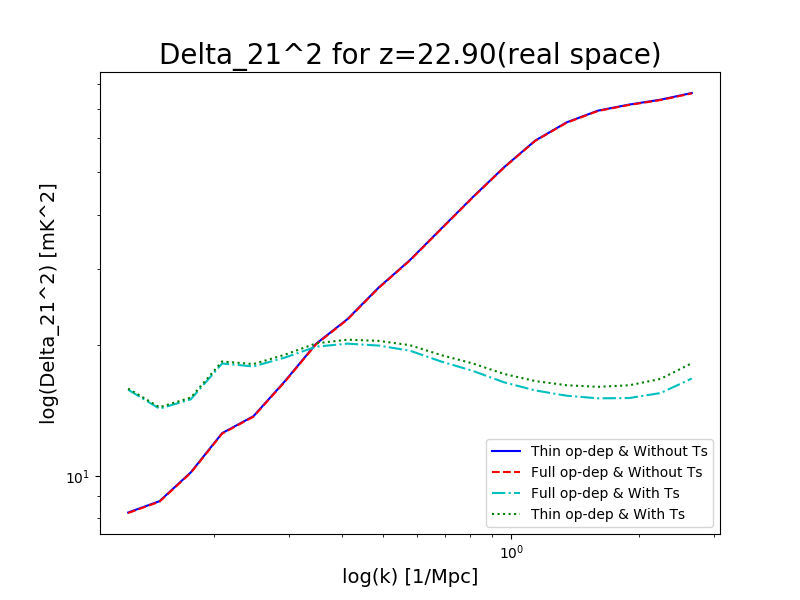 Delta_21^2 for z=22.90(real space)
log(Delta_21^2) [mK^2]
10^1
Thin op-dep & Without Ts
Full op-dep & Without Ts
Full op-dep & With Ts
Thin op-dep & With Ts
10^0
log(k) [1/Mpc]